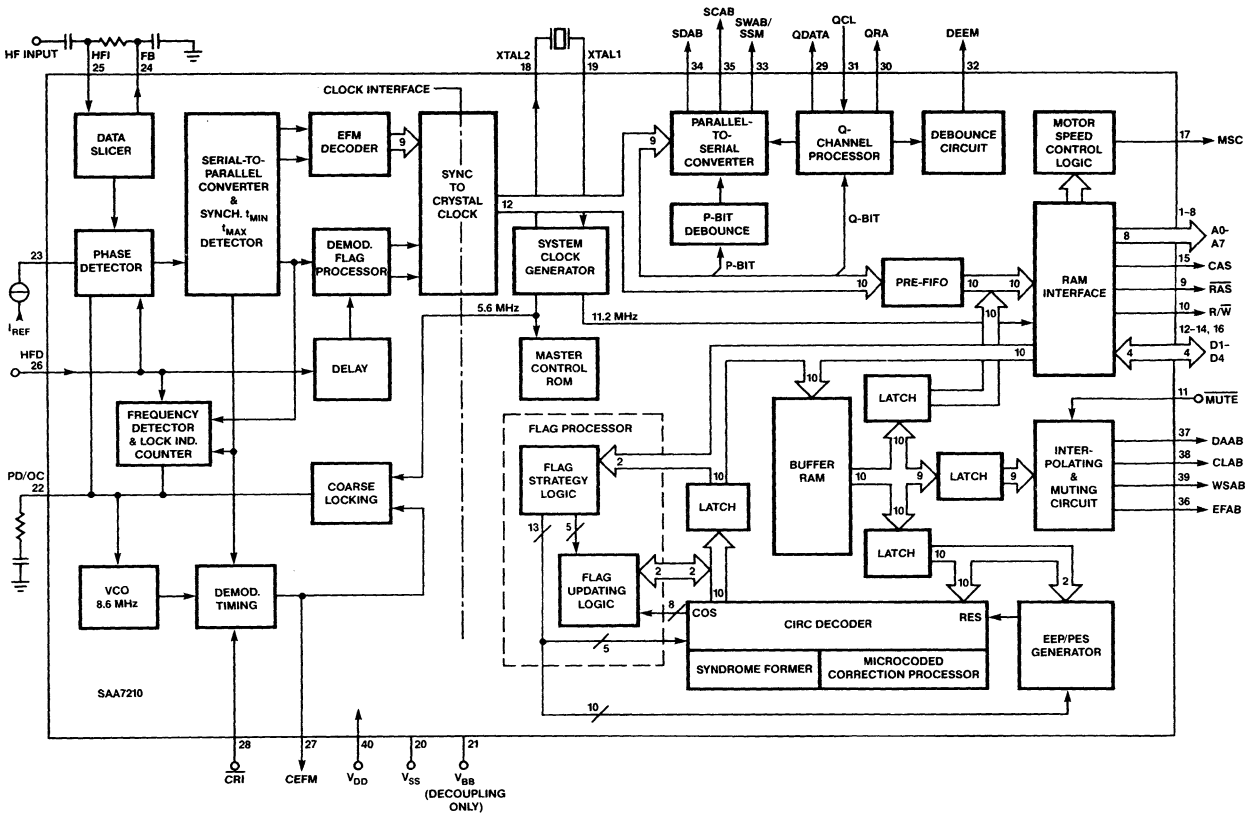 SCAB
SDAB
SWAB/
SSM
QDATA
QCL
QRA
DEEM
HF INPUT
HFI
25
FB
24
XTAL2
18
XTAL1
19
34
35
33
29
31
30
32
CLOCK INTERFACE
DATA
SLICER
SERIAL-TO-
PARALLEL
CONVERTER
&
SYNCH. tMIN
tMAX
DETECTOR
EFM
DECODER
9
SYNC
TO
CRYSTAL
CLOCK
12
9
PARALLEL-
TO-
SERIAL
CONVERTER
Q-
CHANNEL
PROCESSOR
DEBOUNCE
CIRCUIT
MOTOR
SPEED
CONTROL
LOGIC
17
MSC
P-BIT
DEBOUNCE
Q-BIT
P-BIT
23
PHASE
DETECTOR
DEMOD.
FLAG
PROCESSOR
SYSTEM
CLOCK
GENERATOR
10
PRE-FIFO
10
10
10
RAM
INTERFACE
1-8
8
A0-
A7
15
CAS
9
R̅A̅S̅
10
R/W̅
12-14, 16
4
4
D1-
D4
IREF
5.6 MHz
11.2 MHz
HFD
26
DELAY
MASTER
CONTROL
ROM
10
10
LATCH
11
M̅U̅T̅E̅
FREQUENCY
DETECTOR
& LOCK IND.
COUNTER
FLAG PROCESSOR
FLAG
STRATEGY
LOGIC
2
10
BUFFER
RAM
10
10
9
10
LATCH
9
INTER-
POLATING
&
MUTING
CIRCUIT
37
DAAB
38
CLAB
39
WSAB
36
EFAB
PD/OC
22
COARSE
LOCKING
LATCH
13
5
LATCH
10
10
2
VCO
8.6 MHz
DEMOD.
TIMING
FLAG
UPDATING
LOGIC
2
2
10
8
COS
CIRC DECODER
RES
5
SYNDROME FORMER
MICROCODED
CORRECTION PROCESSOR
EEP/PES
GENERATOR
10
SAA7210
28
27
40
20
21
C̅R̅I̅
CEFM
VDD
VSS
VBB
(DECOUPLING
ONLY)